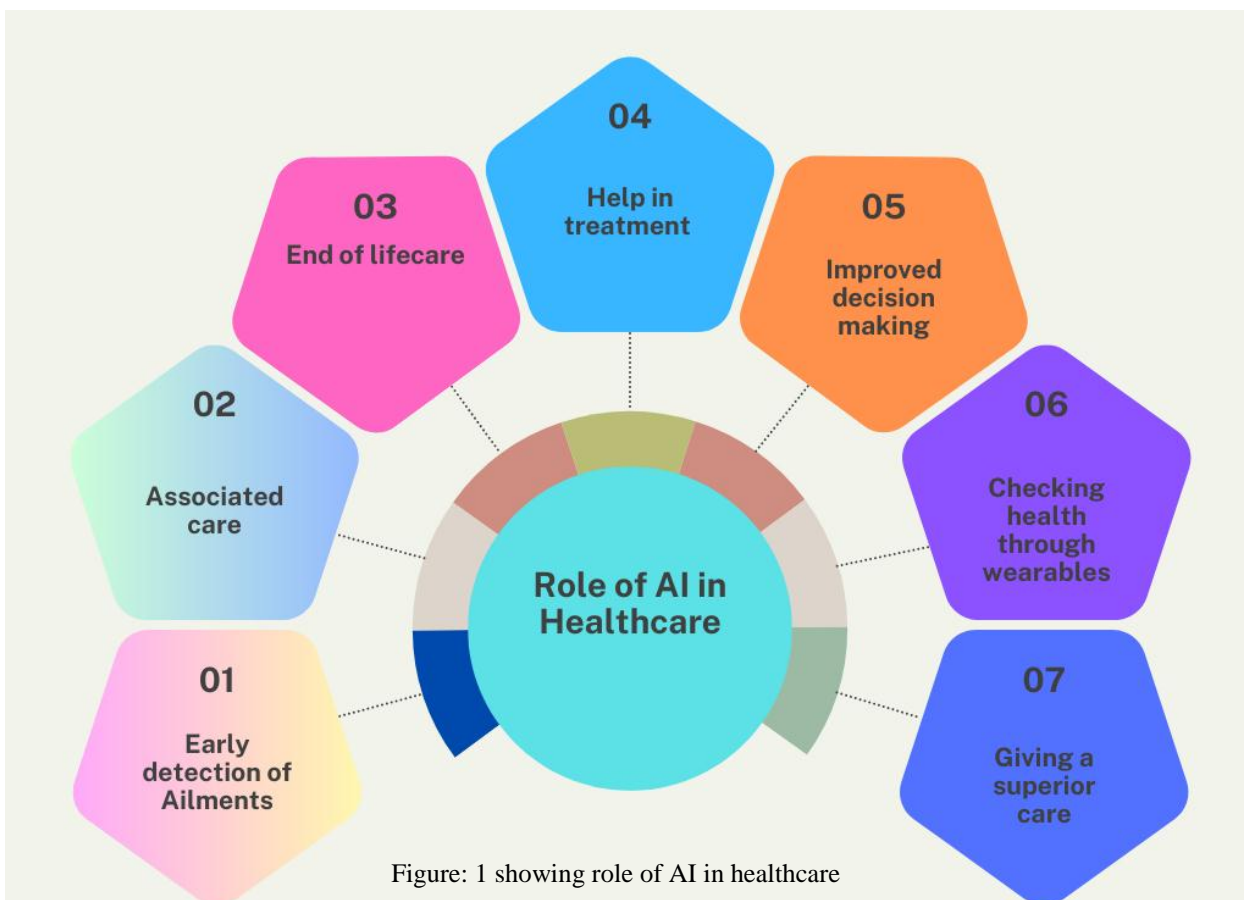 01
Early
detection of
Ailments
02
Associated
care
03
End of lifecare
04
Help in
treatment
05
Improved
decision
making
06
Checking
health
through
wearables
07
Giving a
superior
care
Role of AI in
Healthcare
Figure: 1 showing role of AI in healthcare